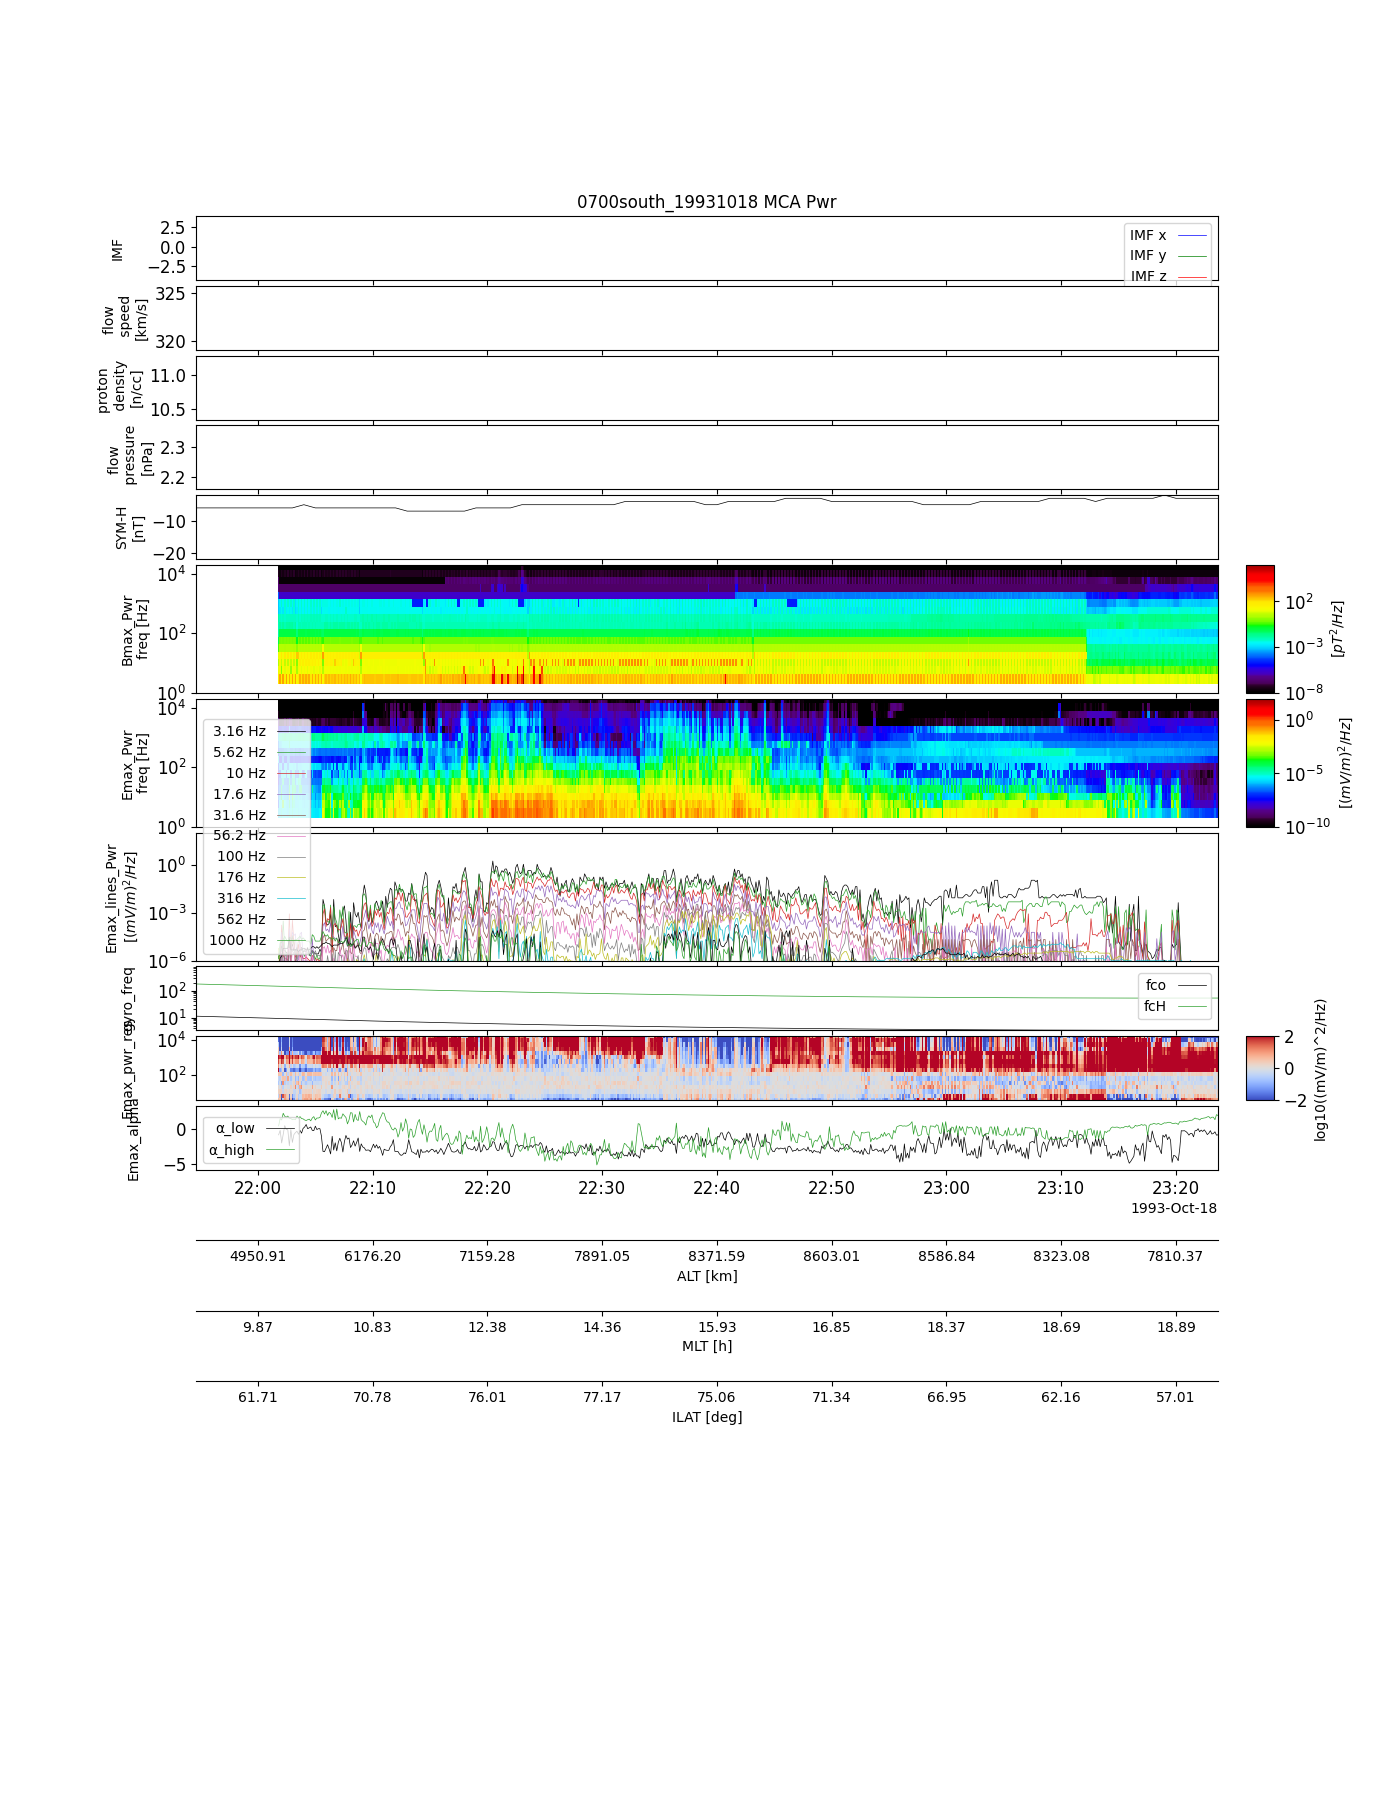 0700south_19931018 MCA Pwr
IMF
2.5
0.0
−2.5
IMF x
IMF y
IMF z
flow
speed
[km/s]
325
320
proton
density
[n/cc]
11.0
10.5
flow
pressure
[nPa]
2.3
2.2
SYM-H
[nT]
−10
−20
Bmax_Pwr
freq [Hz]
10^4
10^2
10^0
10^2
10^−3
10^−8
[pT^2/Hz]
Emax_Pwr
freq [Hz]
10^4
10^2
10^0
10^0
10^−5
10^−10
[(mV/m)^2/Hz]
3.16 Hz
5.62 Hz
10 Hz
17.6 Hz
31.6 Hz
56.2 Hz
100 Hz
176 Hz
316 Hz
562 Hz
1000 Hz
Emax_lines_Pwr
[(mV/m)^2/Hz]
10^0
10^−3
10^−6
gyro_freq
10^2
10^1
fco
fcH
Emax_pwr_reg
10^4
10^2
2
0
−2
log10((mV/m)^2/Hz)
Emax_alpha
0
−5
α_low
α_high
22:00 22:10 22:20 22:30 22:40 22:50 23:00 23:10 23:20
1993-Oct-18
4950.91 6176.20 7159.28 7891.05 8371.59 8603.01 8586.84 8323.08 7810.37
ALT [km]
9.87 10.83 12.38 14.36 15.93 16.85 18.37 18.69 18.89
MLT [h]
61.71 70.78 76.01 77.17 75.06 71.34 66.95 62.16 57.01
ILAT [deg]